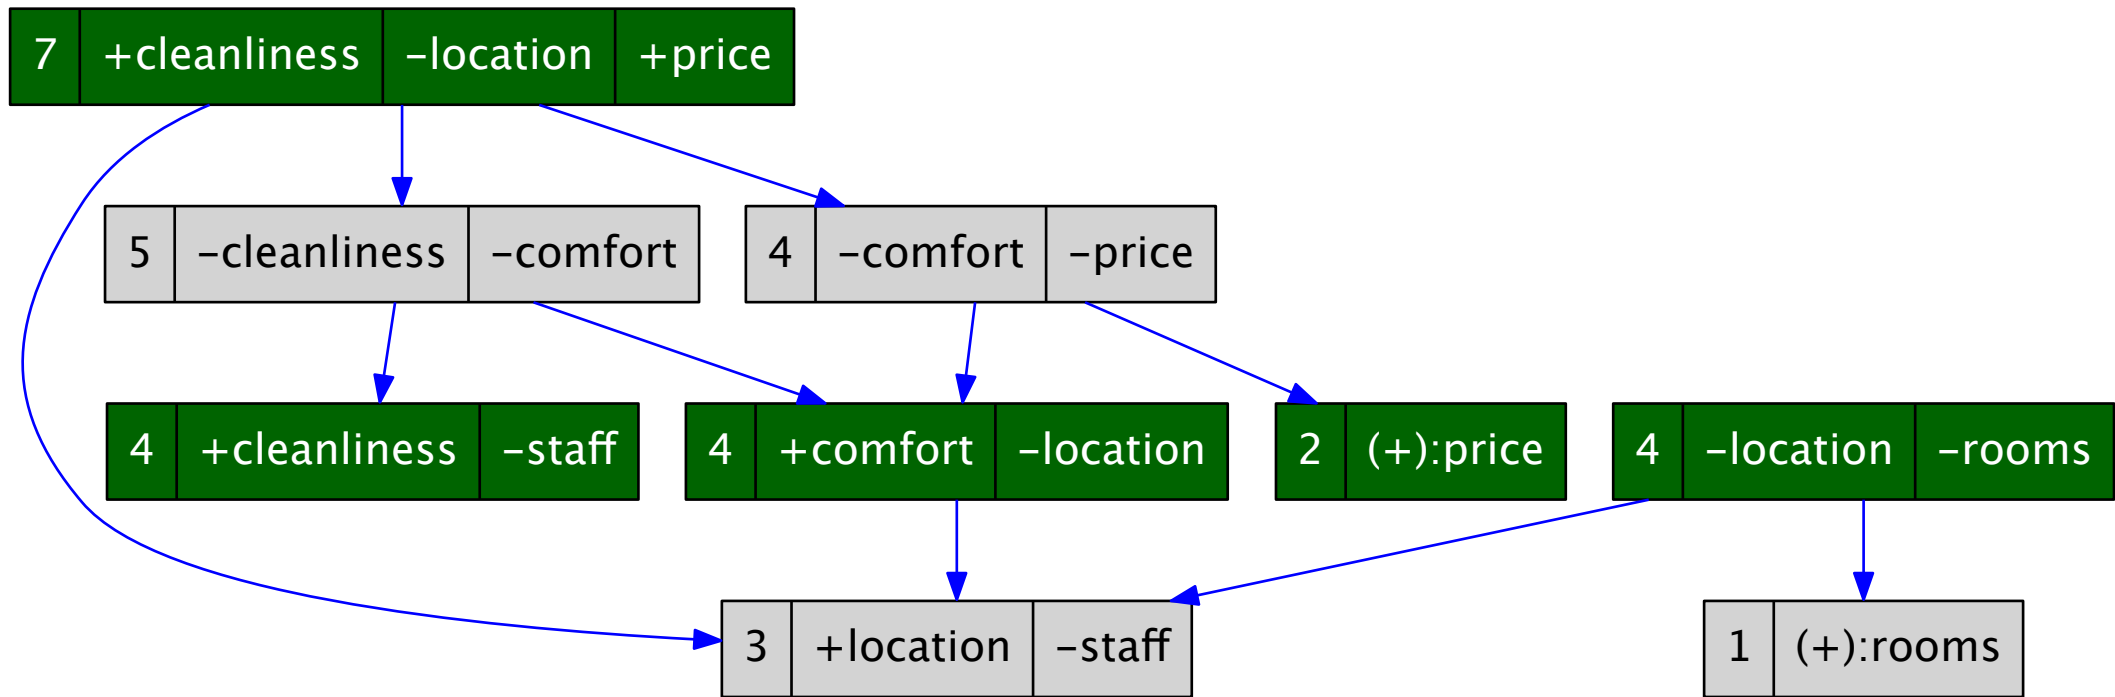 7 +cleanliness –location +price
5 –cleanliness –comfort
4 –comfort –price
4 +cleanliness –staff
4 +comfort –location
2 (+):price
4 –location –rooms
3 +location –staff
1 (+):rooms